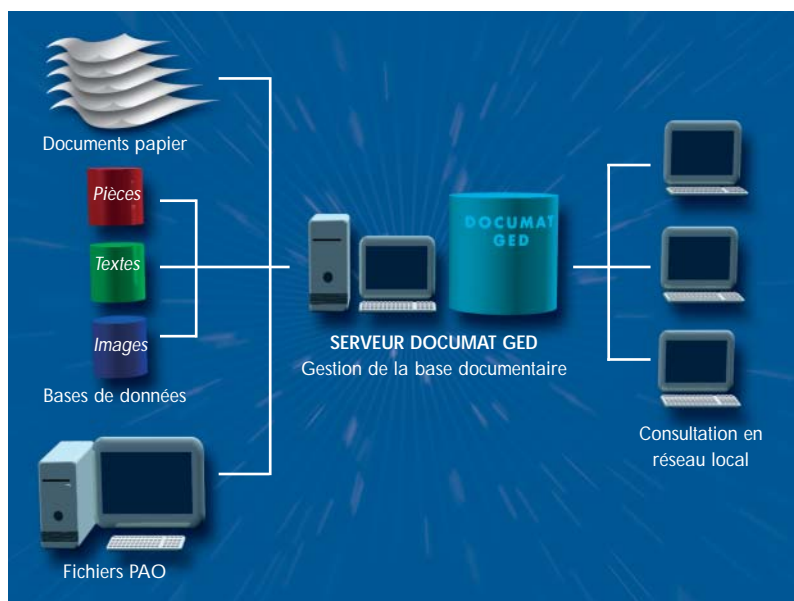 Documents papier
Pièces
Textes
Images
Bases de données
Fichiers PAO
DOCUMAT
GED
SERVEUR DOCUMAT GED
Gestion de la base documentaire
Consultation en
réseau local